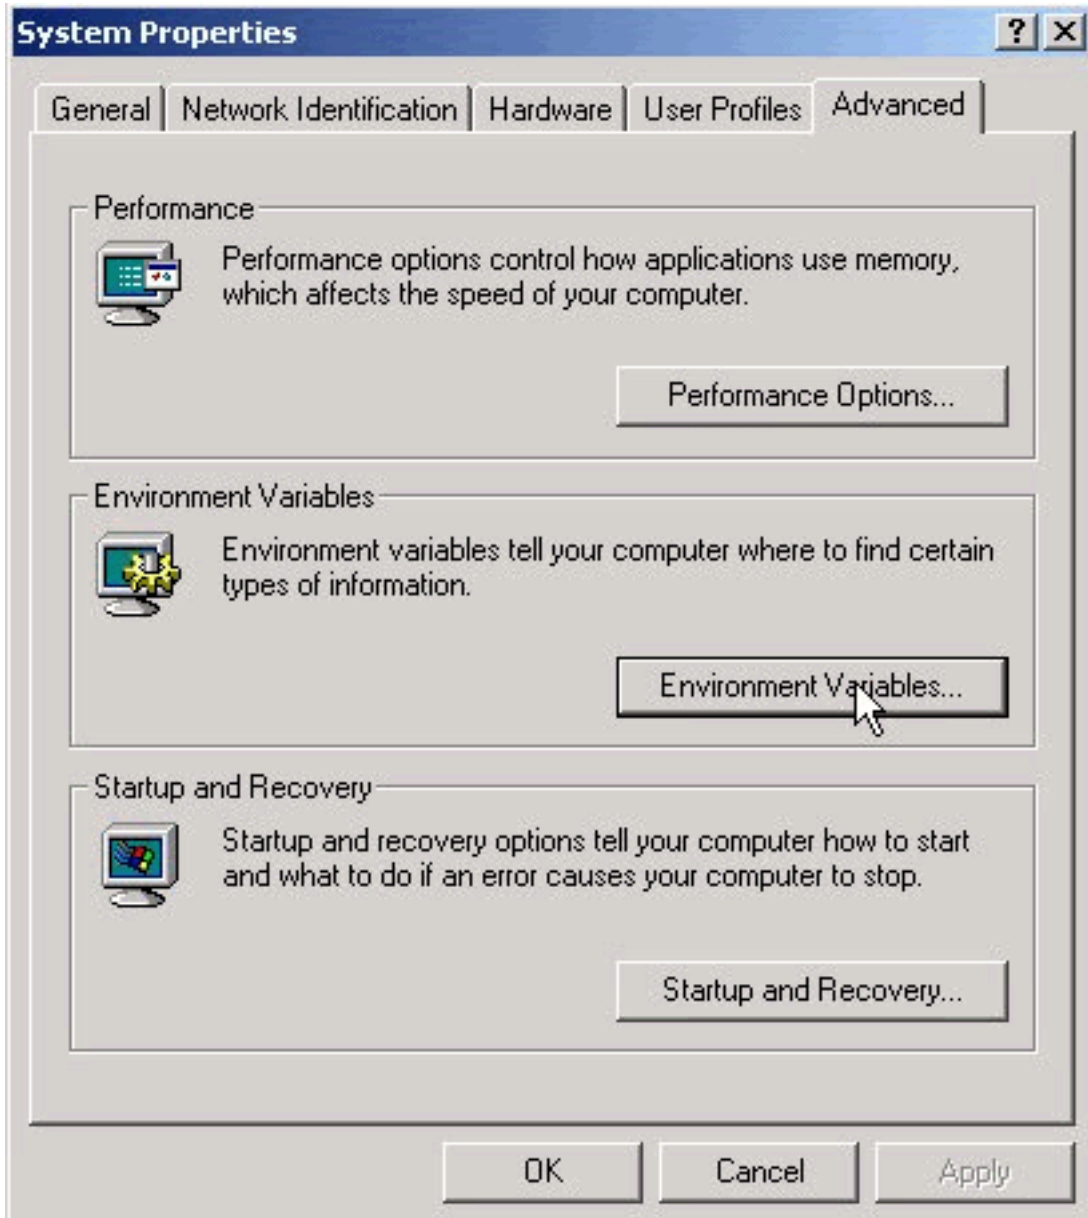 System Properties
General
Network Identification
Hardware
User Profiles
Advanced
Performance
Performance options control how applications use memory,
which affects the speed of your computer.
Performance Options...
Environment Variables
Environment variables tell your computer where to find certain
types of information.
Environment Variables...
Startup and Recovery
Startup and recovery options tell your computer how to start
and what to do if an error causes your computer to stop.
Startup and Recovery...
OK
Cancel
Apply